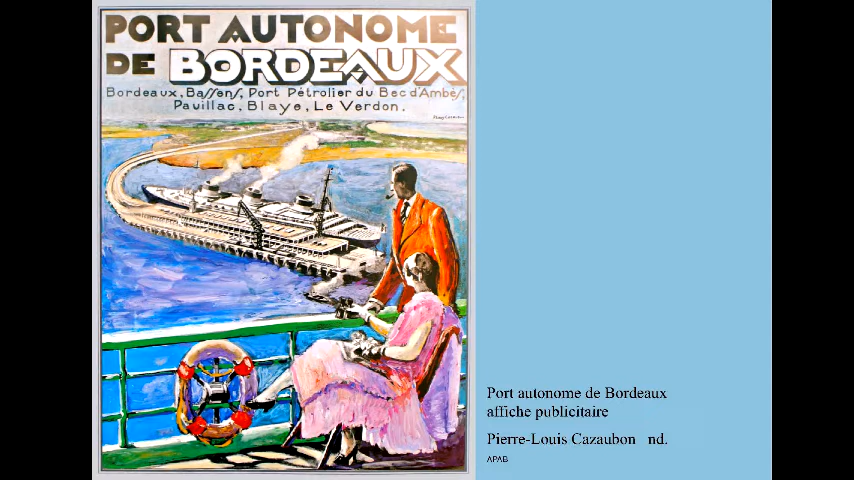 PORT AUTONOME
DE BORDEAUX
Bordeaux, Bassens, Port Pétrolier du Bec d'Ambès,
Pauillac, Blaye, Le Verdon.
Port autonome de Bordeaux
affiche publicitaire
Pierre-Louis Cazaubon nd.
APAB